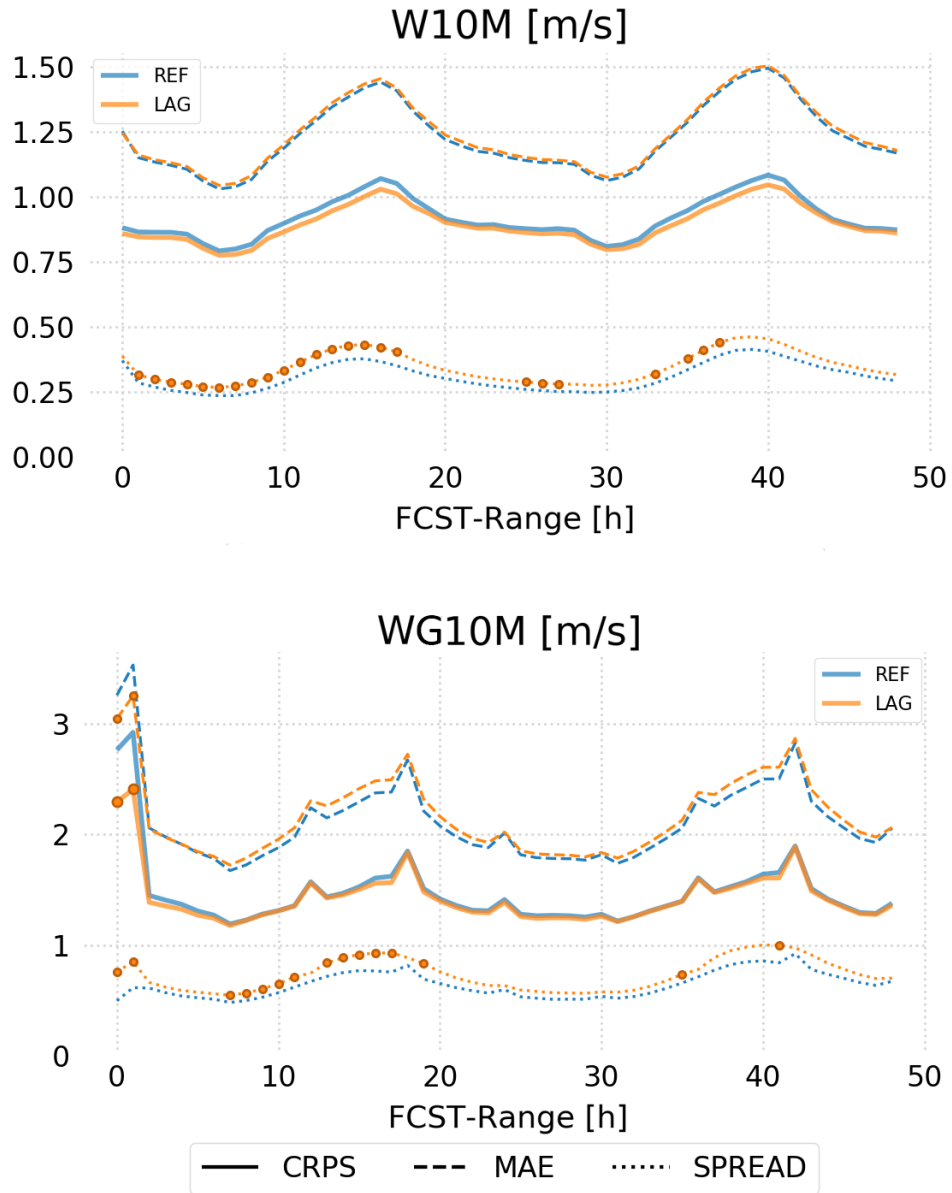 W10M [m/s]
1.50
REF
LAG
1.25
1.00
0.75
0.50
0.25
0.00
0 10 20 30 40 50
FCST-Range [h]
WG10M [m/s]
REF
3
LAG
2
1
0
0 10 20 30 40 50
FCST-Range [h]
CRPS MAE SPREAD